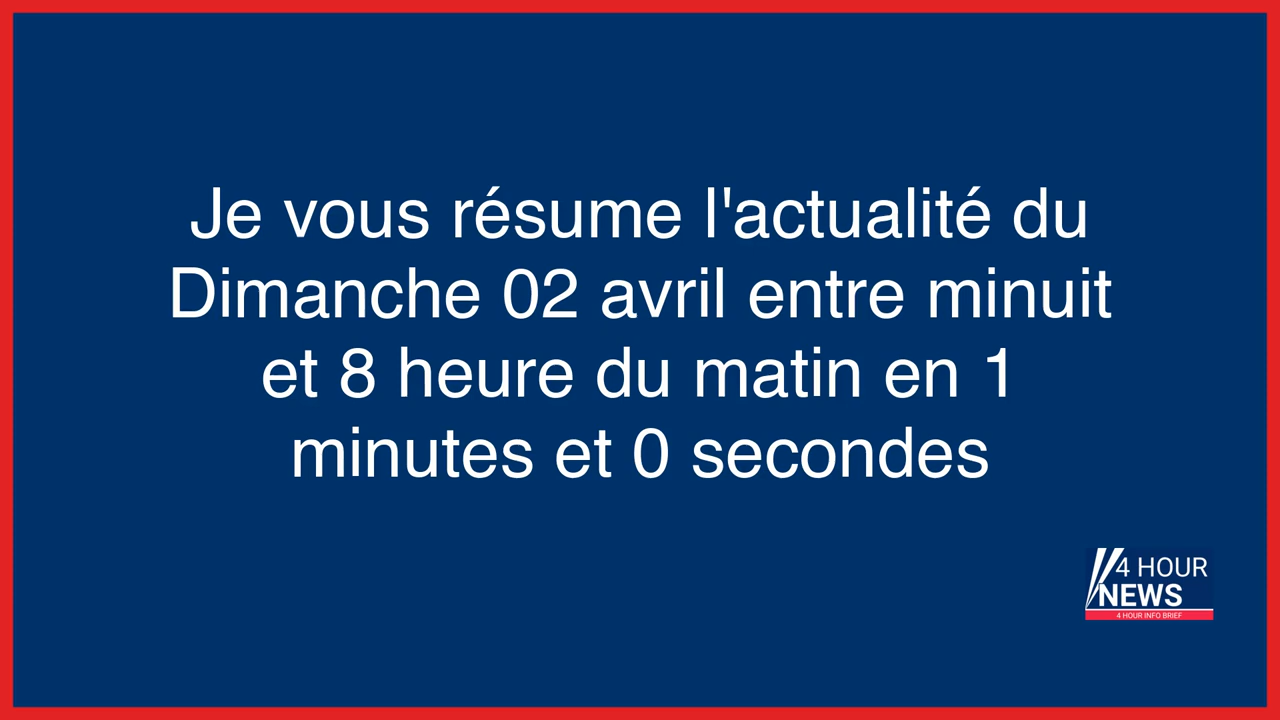 Je vous résume l'actualité du
Dimanche 02 avril entre minuit
et 8 heure du matin en 1
minutes et 0 secondes
4 HOUR
NEWS
4 HOUR INFO BRIEF